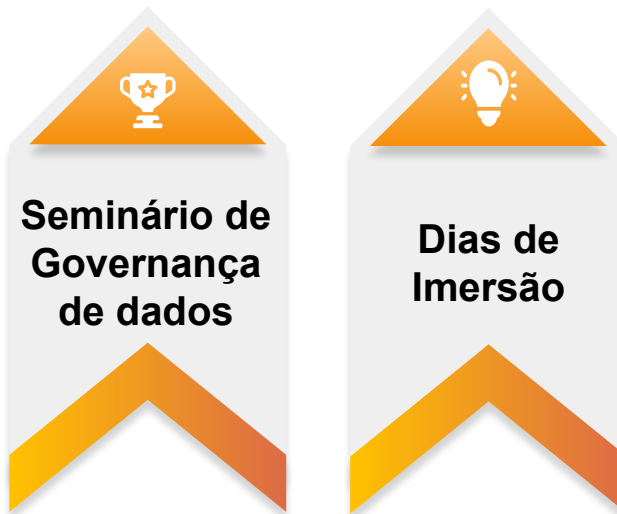 Seminário de
Governança
de dados
Dias de
Imersão